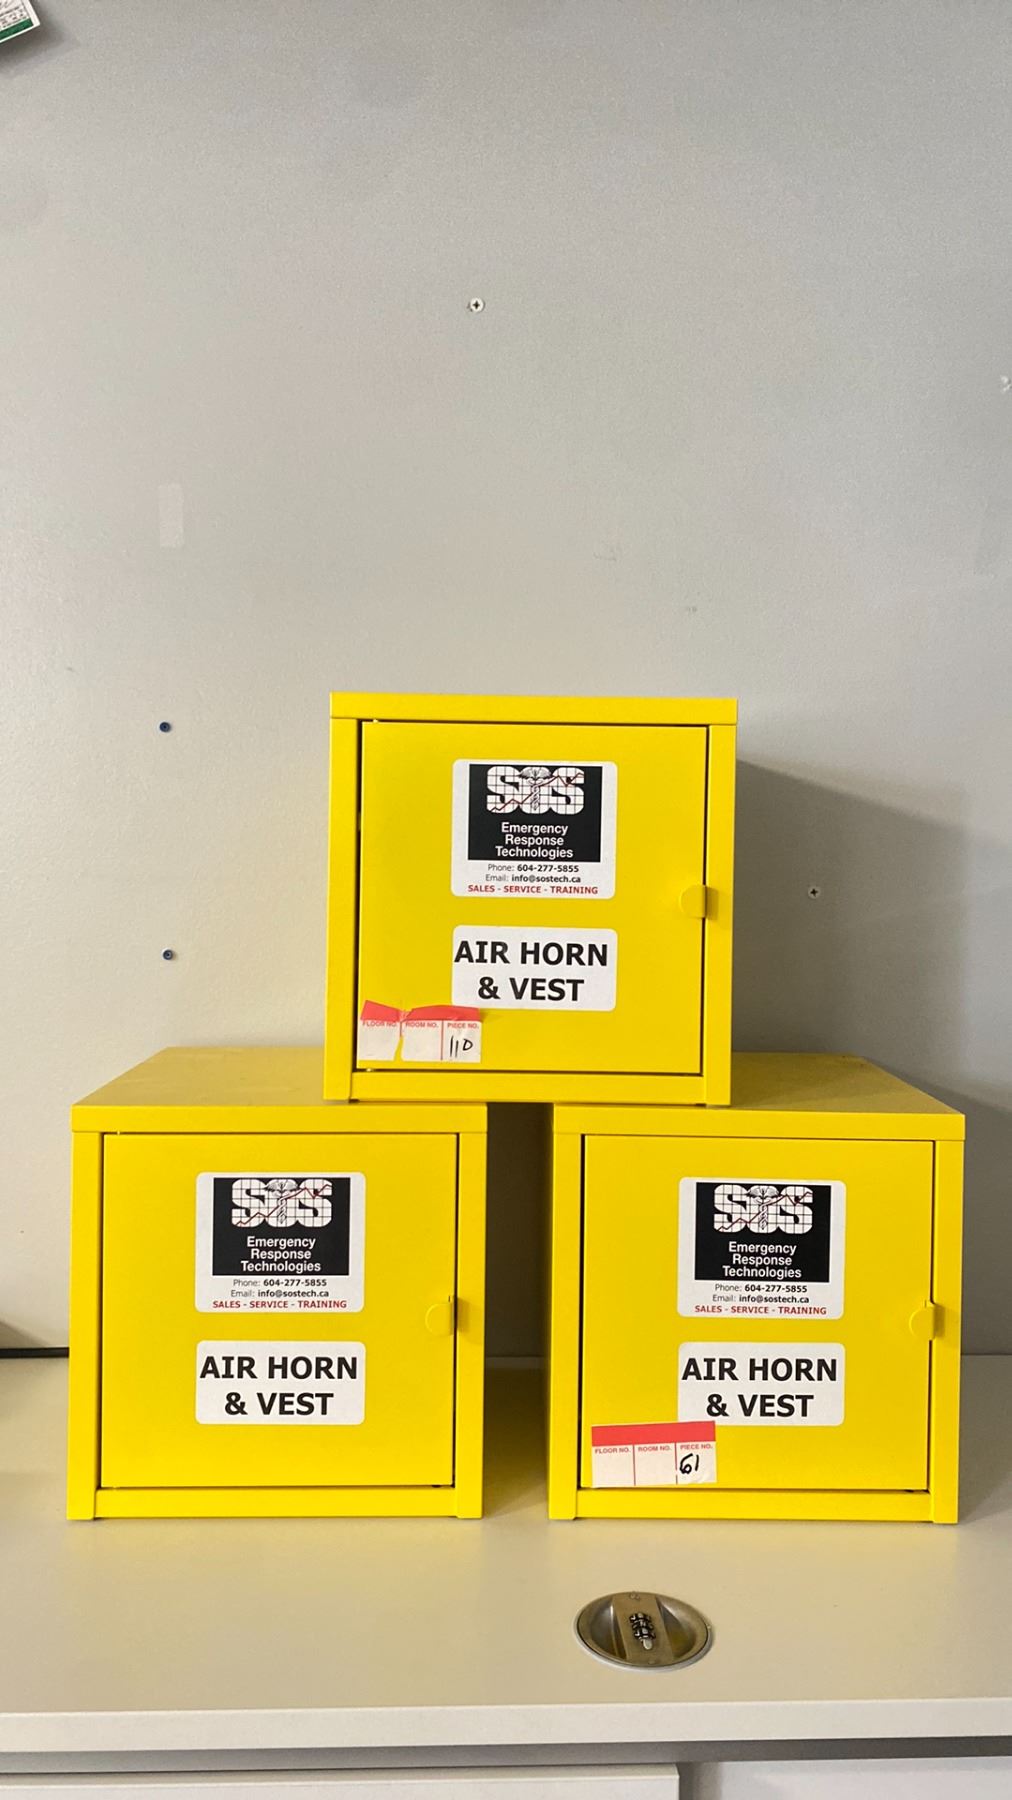 SOS
Emergency
Response
Technologies
Phone: 604-277-5855
Email: info@sostech.ca
SALES - SERVICE - TRAINING
AIR HORN
& VEST
FLOOR NO. ROOM NO. PIECE NO.
110
SOS
Emergency
Response
Technologies
Phone: 604-277-5855
Email: info@sostech.ca
SALES - SERVICE - TRAINING
AIR HORN
& VEST
SOS
Emergency
Response
Technologies
Phone: 604-277-5855
Email: info@sostech.ca
SALES - SERVICE - TRAINING
AIR HORN
& VEST
FLOOR NO. ROOM NO. PIECE NO.
61